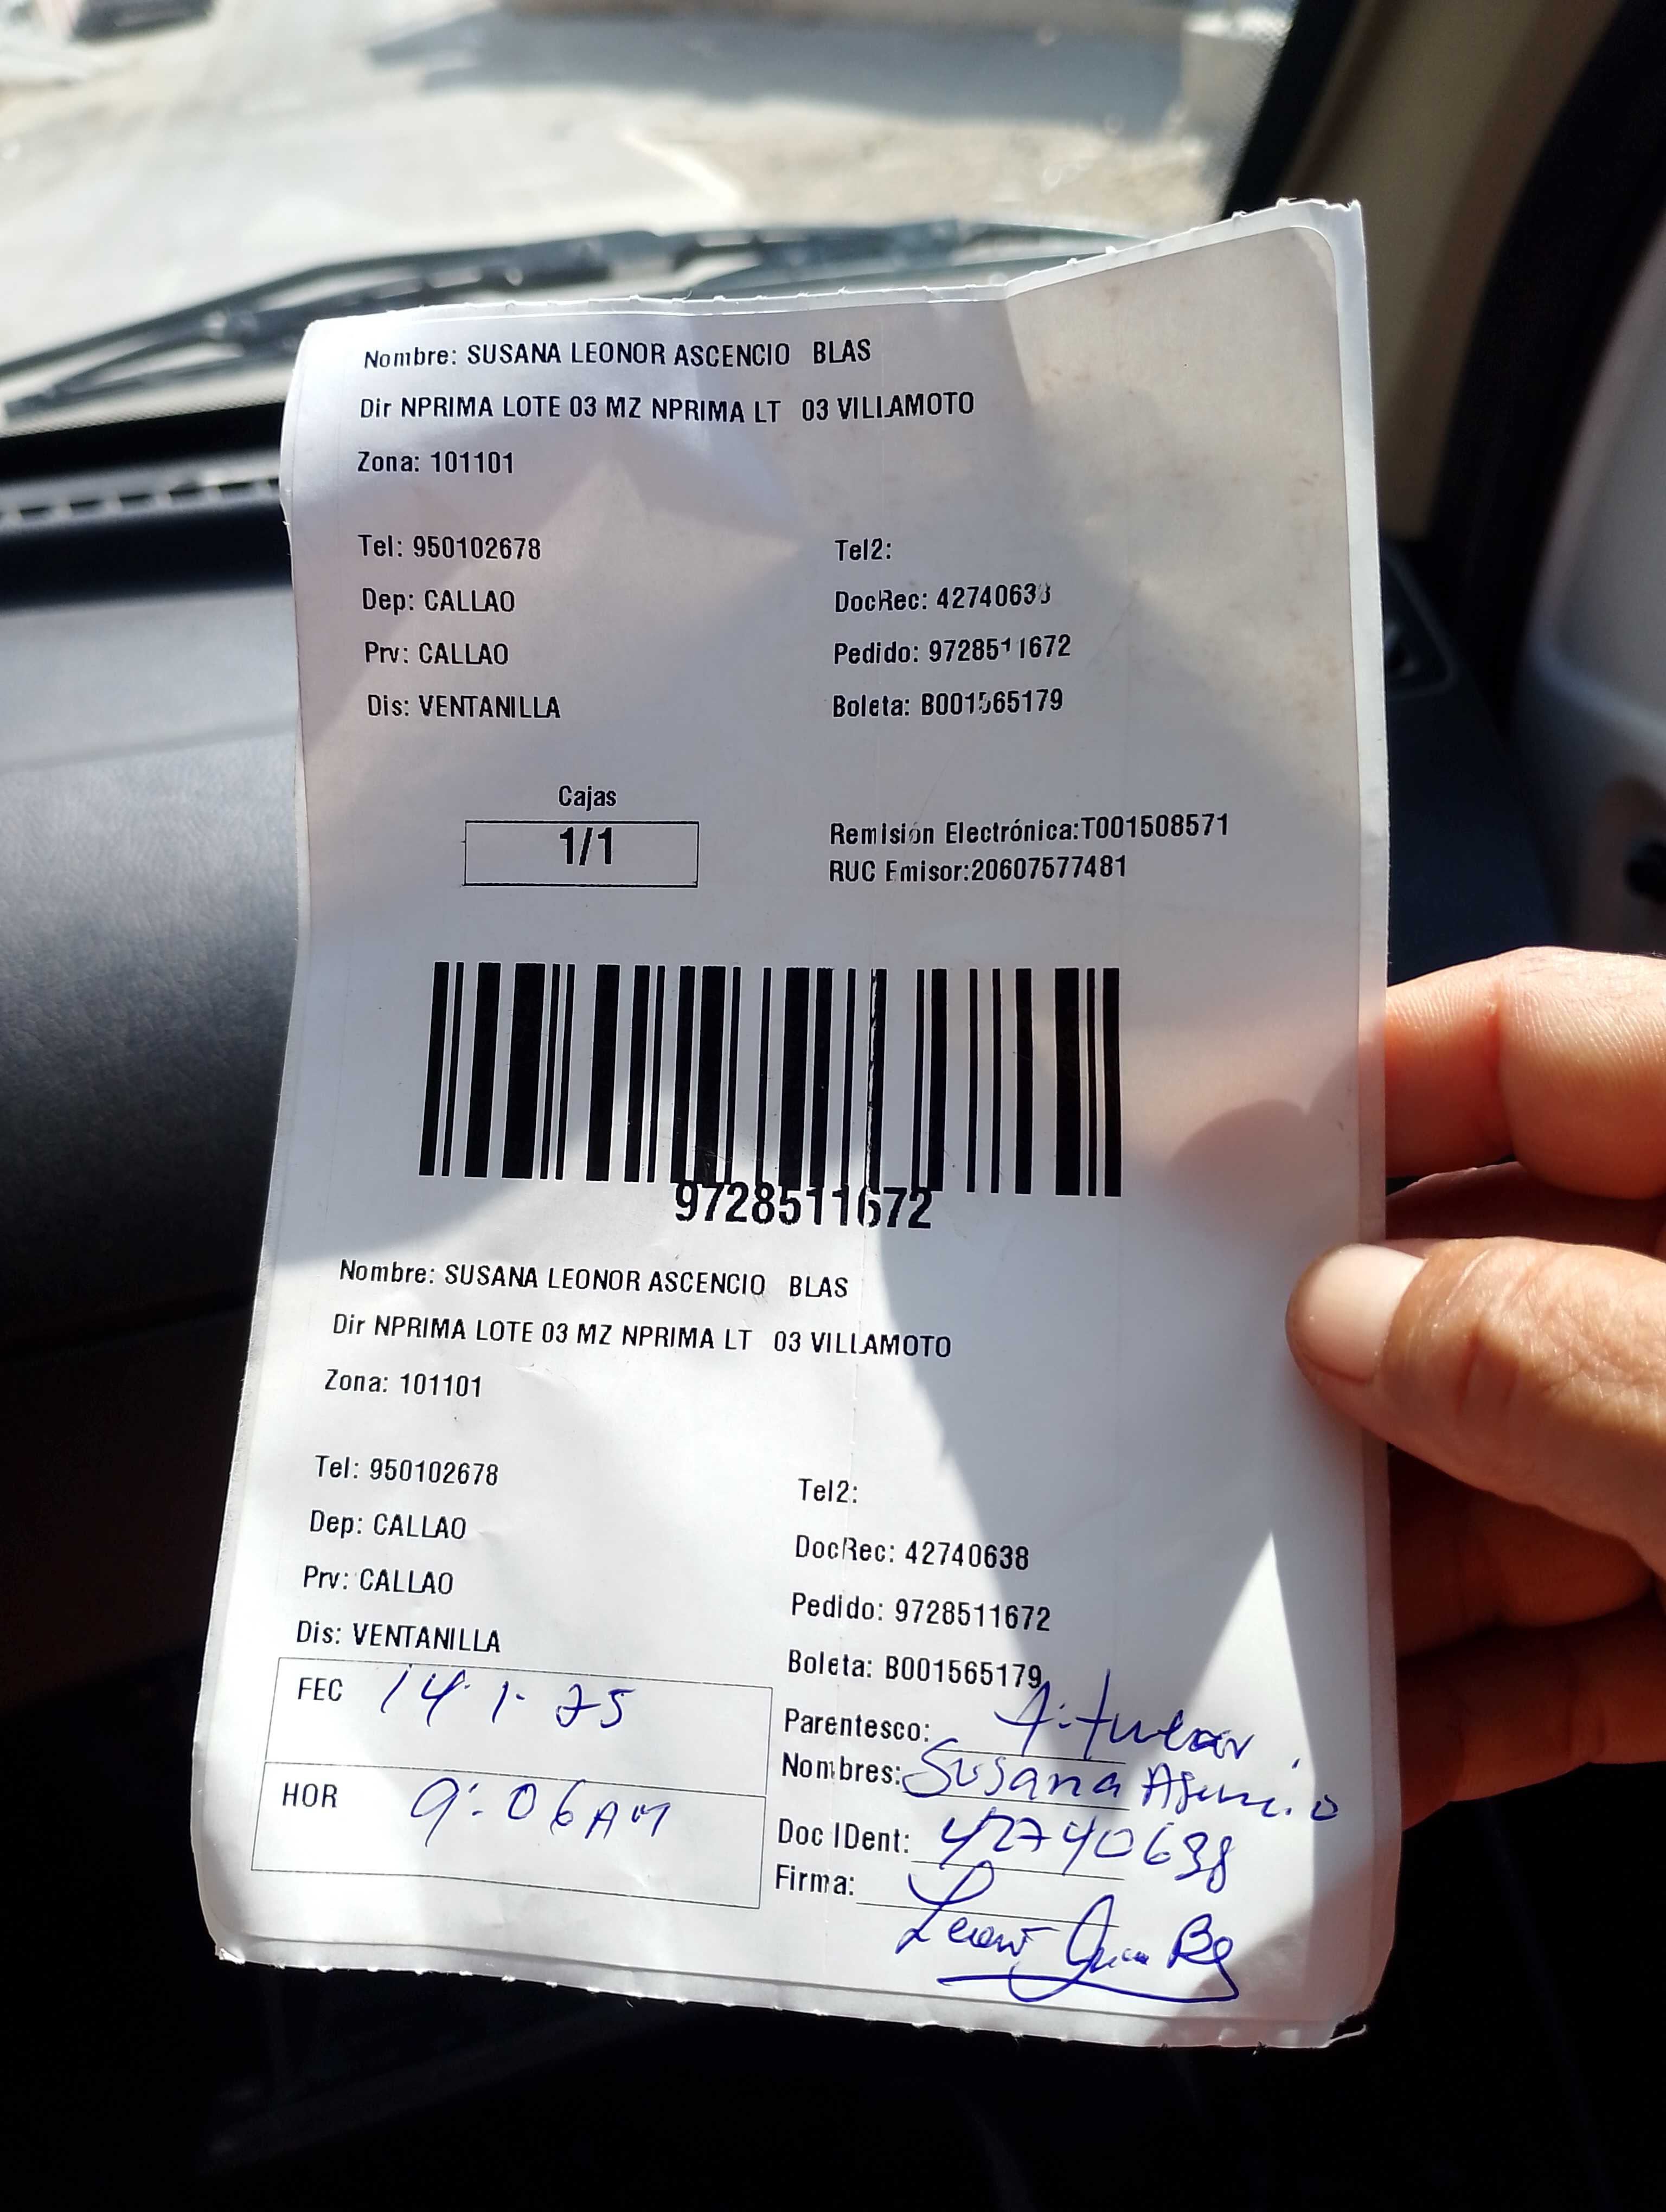 Nombre: SUSANA LEONOR ASCENCIO BLAS
Dir NPRIMA LOTE 03 MZ NPRIMA LT 03 VILLAMOTO
Zona: 101101
Tel: 950102678 Tel2:
Dep: CALLAO DocRec: 42740638
Prv: CALLAO Pedido: 9728511672
Dis: VENTANILLA Boleta: B001565179
Cajas
1/1
Remisión Electrónica:T001508571
RUC Emisor:20607577481
9728511672
Nombre: SUSANA LEONOR ASCENCIO BLAS
Dir NPRIMA LOTE 03 MZ NPRIMA LT 03 VILLAMOTO
Zona: 101101
Tel: 950102678 Tel2:
Dep: CALLAO DocRec: 42740638
Prv: CALLAO Pedido: 9728511672
Dis: VENTANILLA Boleta: B001565179
FEC 14.1.25
HOR 9:06 AM
Parentesco:
Nombres: Susana
Doc IDent: 42740638
Firma: